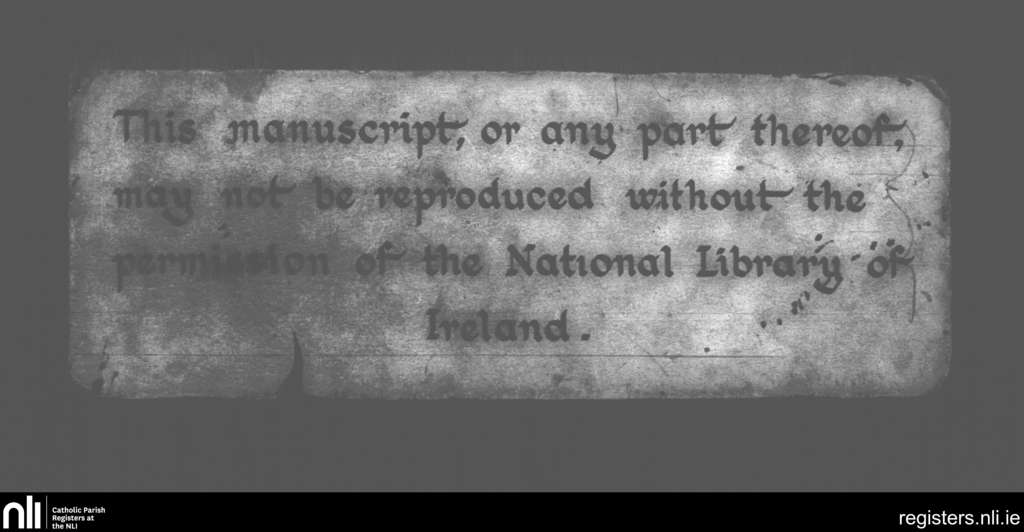 This manuscript, or any part thereof,
may not be reproduced without the
permission of the National Library of
Ireland.
nli
Catholic Parish
Registers at
the NLI
registers.nli.ie